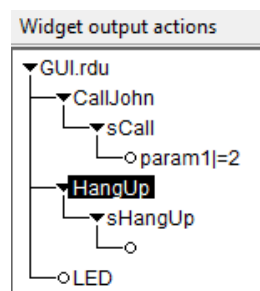 Widget output actions
GUI.rdu
CallJohn
sCall
param1|=2
HangUp
sHangUp
LED